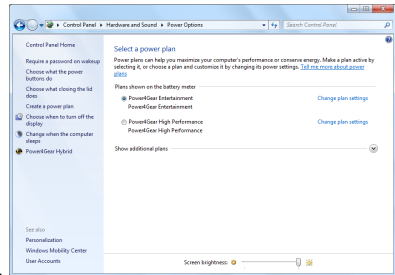 Control Panel ▸ Hardware and Sound ▸ Power Options
Search Control Panel
Control Panel Home
Require a password on wakeup
Choose what the power
buttons do
Choose what closing the lid
does
Create a power plan
Choose when to turn off the
display
Change when the computer
sleeps
Power4Gear Hybrid
Select a power plan
Power plans can help you maximize your computer's performance or conserve energy. Make a plan active by
selecting it, or choose a plan and customize it by changing its power settings. Tell me more about power
plans
Plans shown on the battery meter
Power4Gear Entertainment
Change plan settings
Power4Gear Entertainment
Power4Gear High Performance
Change plan settings
Power4Gear High Performance
Show additional plans
See also
Personalization
Windows Mobility Center
User Accounts
Screen brightness: